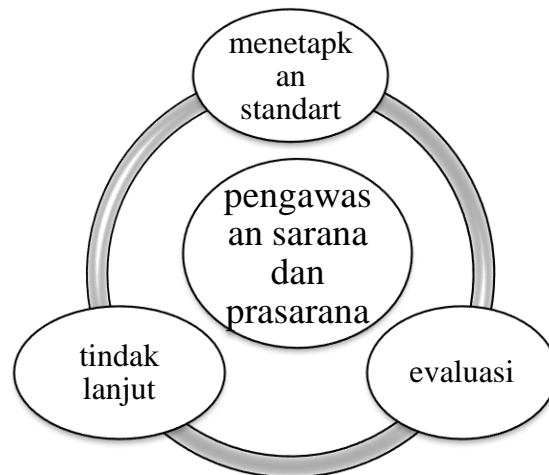 menetapk
an
standart
pengawas
an sarana
dan
prasarana
tindak
lanjut
evaluasi